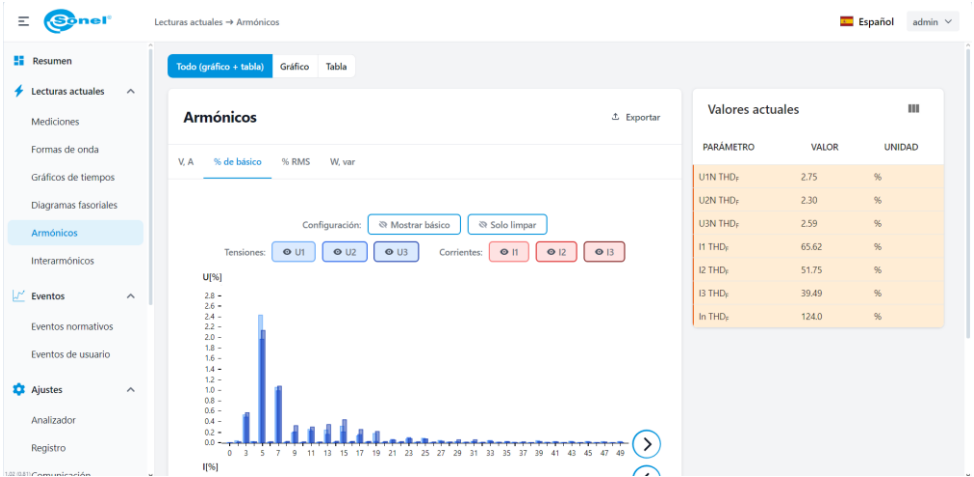 Sonel®
Lecturas actuales → Armónicos
Español
admin
Resumen
Lecturas actuales
Mediciones
Formas de onda
Gráficos de tiempos
Diagramas fasoriales
Armónicos
Interarmónicos
Eventos
Eventos normativos
Eventos de usuario
Ajustes
Analizador
Registro
Comunicación
Todo (gráfico + tabla) Gráfico Tabla
Armónicos
Exportar
V, A % de básico % RMS W, var
Configuración: Mostrar básico Solo limpar
Tensiones: U1 U2 U3 Corrientes: I1 I2 I3
U[%]
2.8
2.6
2.4
2.2
2.0
1.8
1.6
1.4
1.2
1.0
0.8
0.6
0.4
0.2
0.0
0 3 5 7 9 11 13 15 17 19 21 23 25 27 29 31 33 35 37 39 41 43 45 47 49
I[%]
Valores actuales
PARÁMETRO VALOR UNIDAD
U1N THDF 2.75 %
U2N THDF 2.30 %
U3N THDF 2.59 %
I1 THDF 65.62 %
I2 THDF 51.75 %
I3 THDF 39.49 %
In THDF 124.0 %